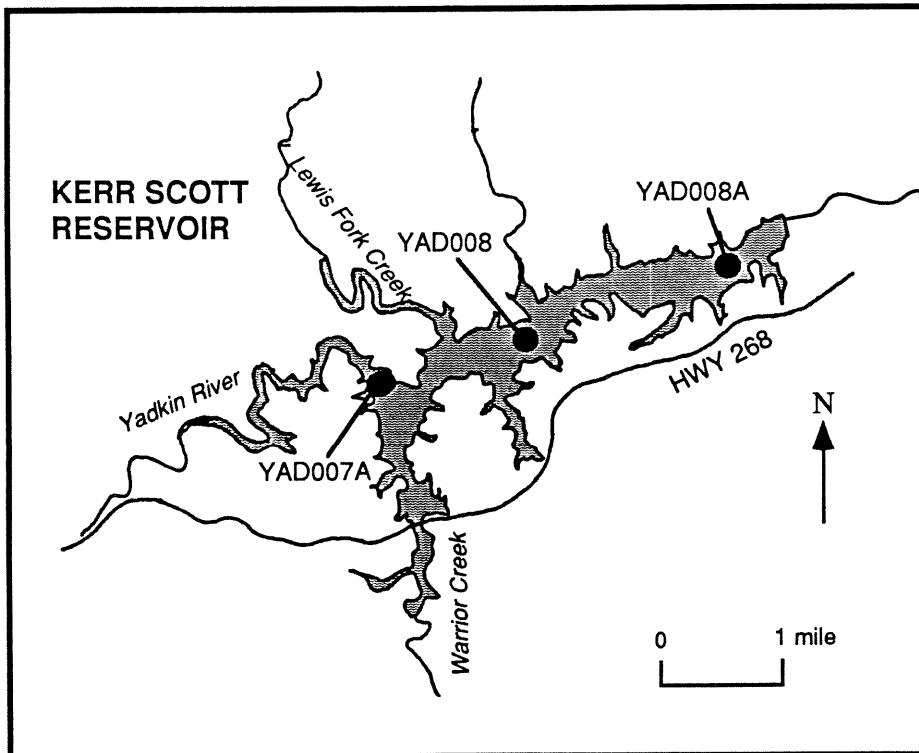 KERR SCOTT
RESERVOIR
Lewis Fork Creek
YAD008A
YAD008
Yadkin River
HWY 268
YAD007A
N
Warrior Creek
0 1 mile